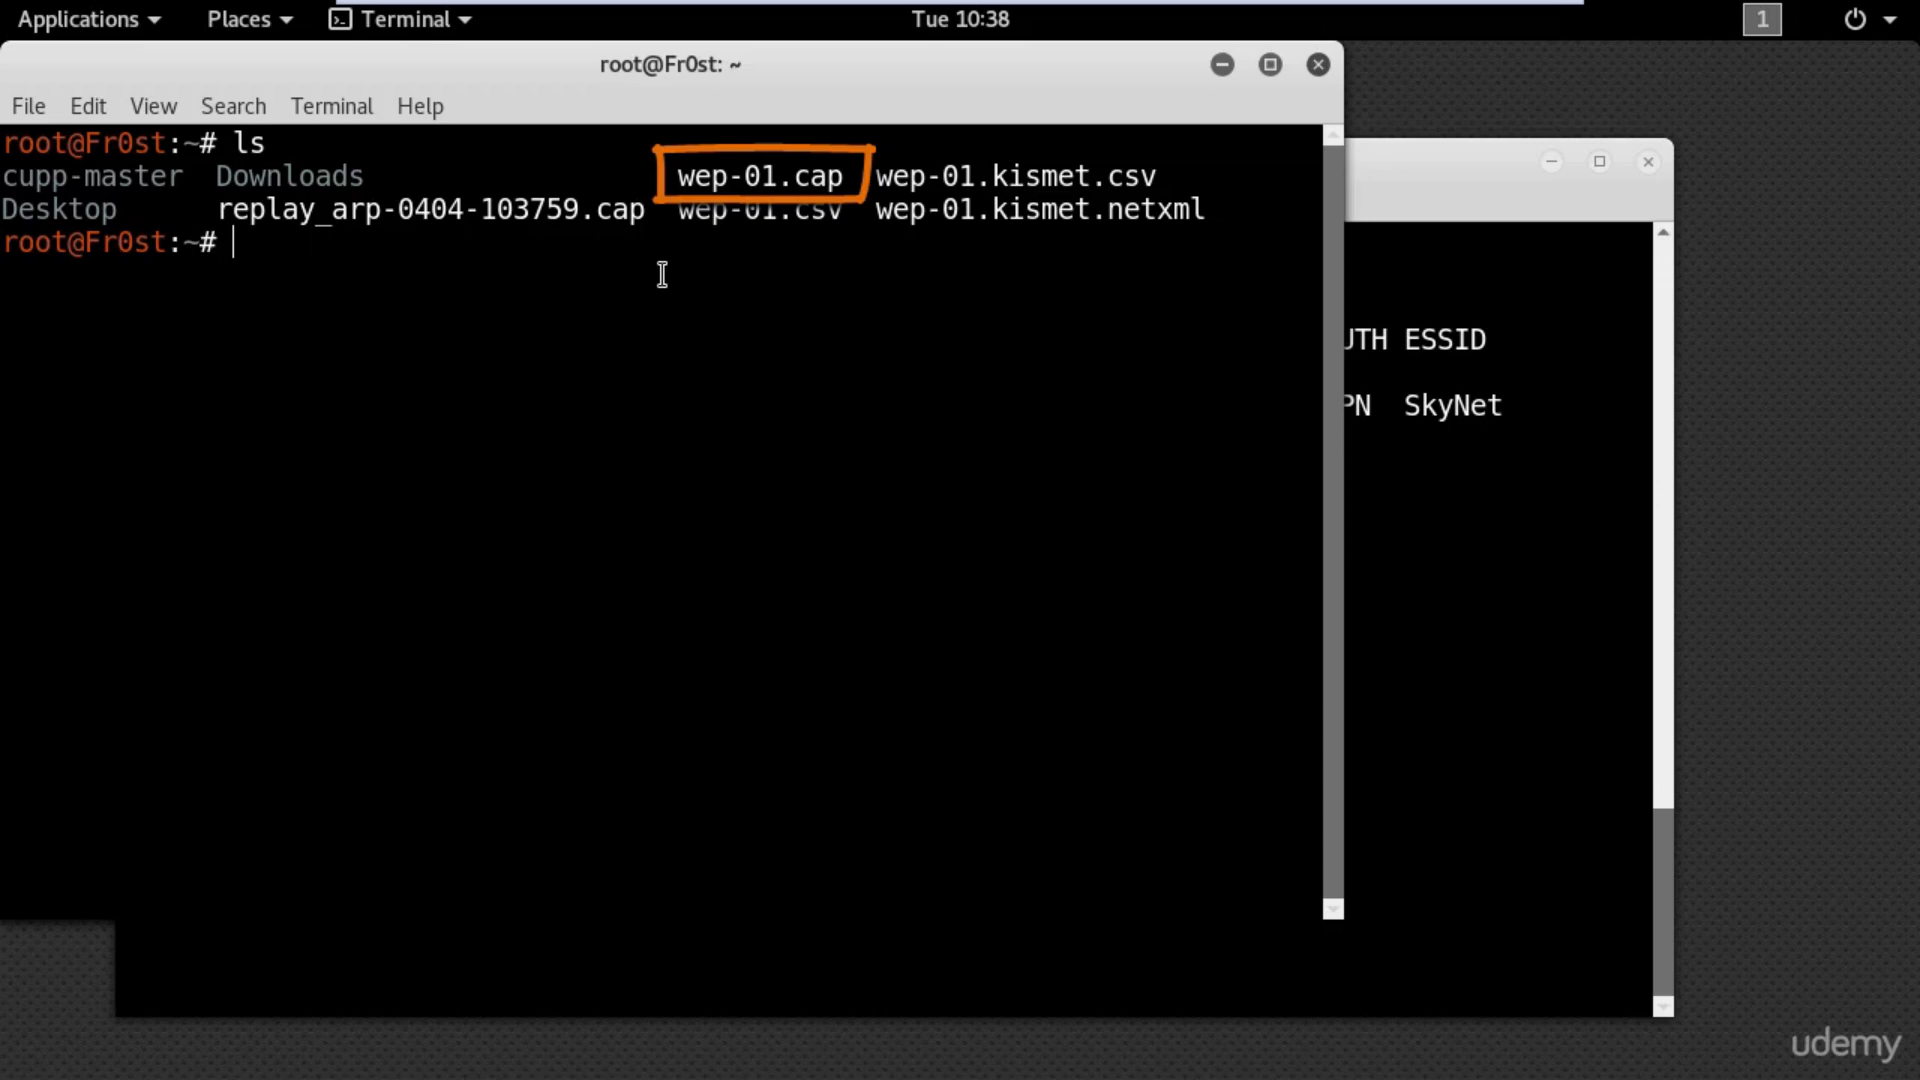 Applications Places Terminal Tue 10:38 1
root@Fr0st: ~
File Edit View Search Terminal Help
root@Fr0st:~# ls
cupp-master Downloads wep-01.cap wep-01.kismet.csv
Desktop replay_arp-0404-103759.cap wep-01.csv wep-01.kismet.netxml
root@Fr0st:~#
UTH ESSID
PN SkyNet
udemy